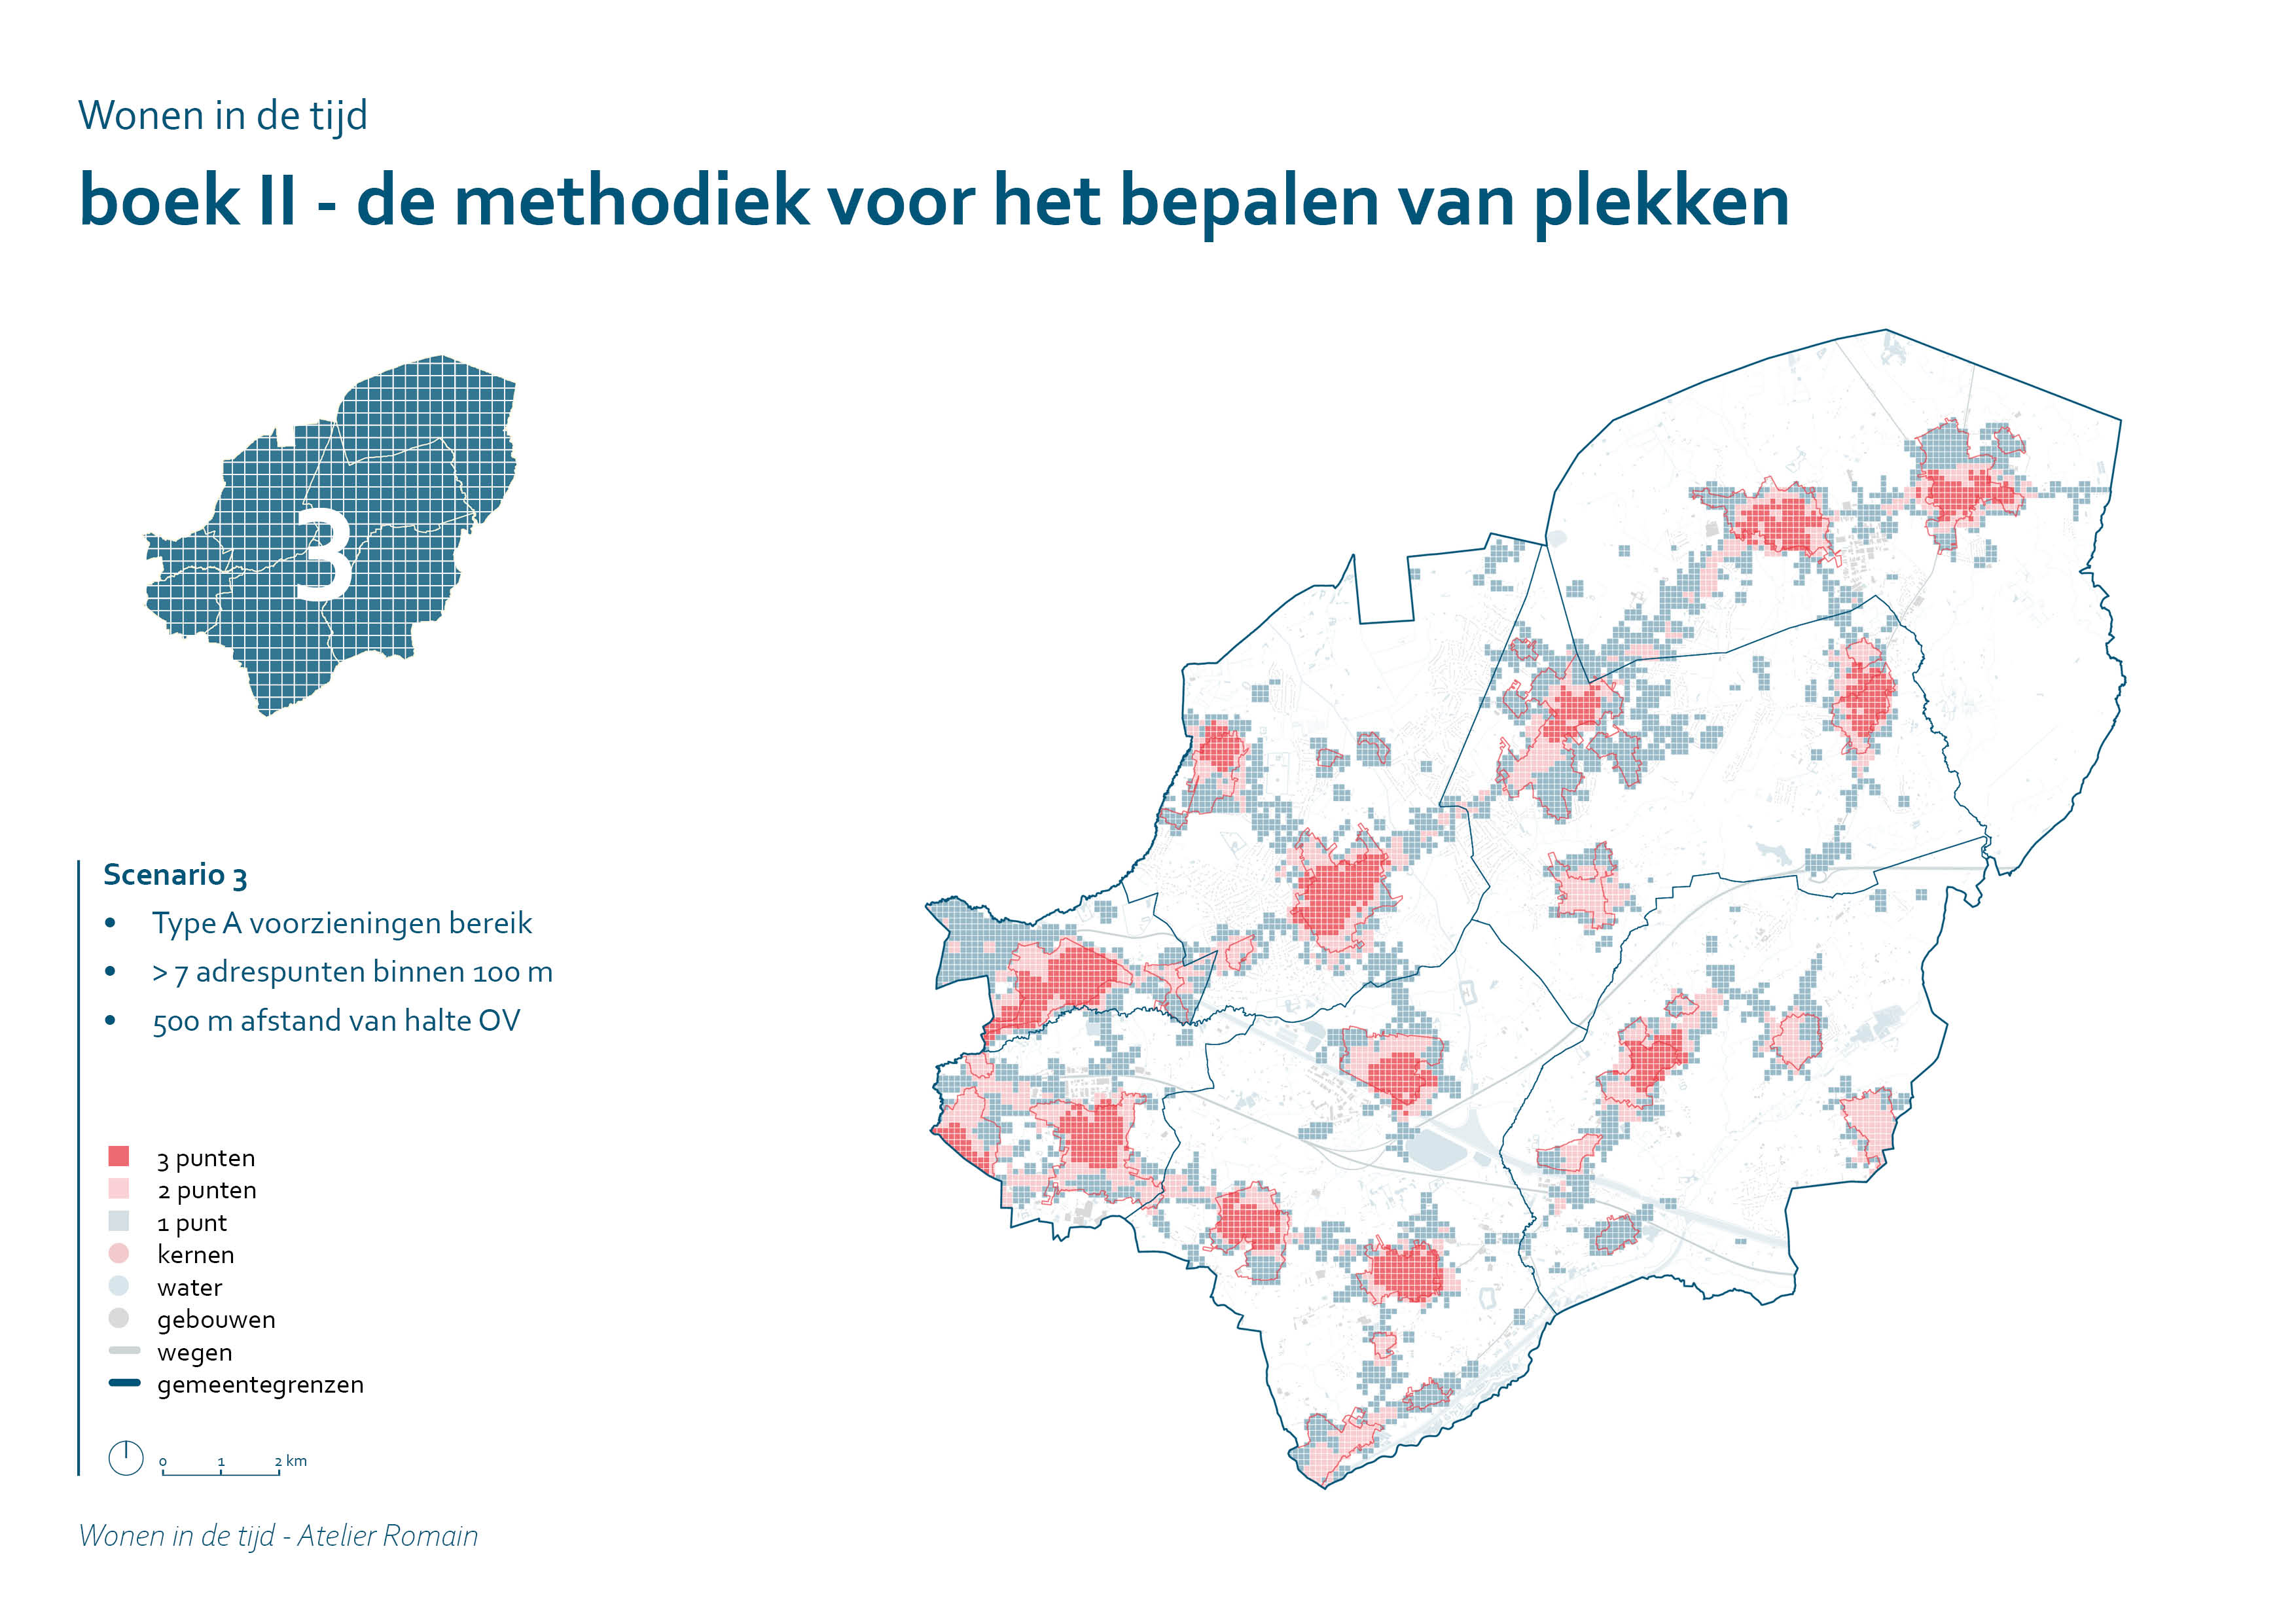 Wonen in de tijd
boek II - de methodiek voor het bepalen van plekken
3
Scenario 3
• Type A voorzieningen bereik
• > 7 adrespunten binnen 100 m
• 500 m afstand van halte OV
3 punten
2 punten
1 punt
kernen
water
gebouwen
wegen
gemeentegrenzen
0 1 2 km
Wonen in de tijd - Atelier Romain